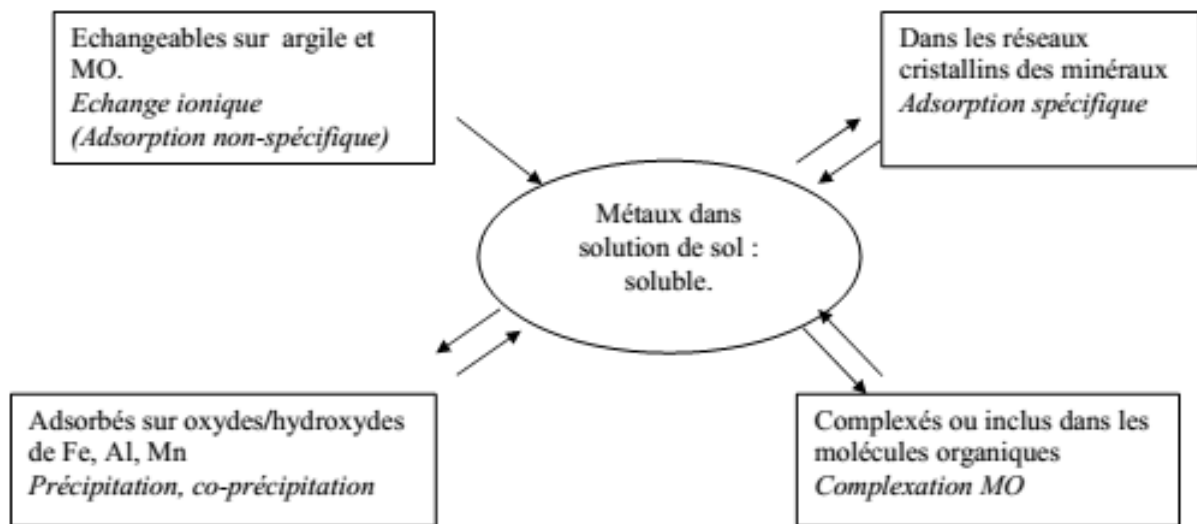 Echangeables sur argile et
MO.
Echange ionique
(Adsorption non-spécifique)
Dans les réseaux
cristallins des minéraux
Adsorption spécifique
Métaux dans
solution de sol :
soluble.
Adsorbés sur oxydes/hydroxydes
de Fe, Al, Mn
Précipitation, co-précipitation
Complexés ou inclus dans les
molécules organiques
Complexation MO